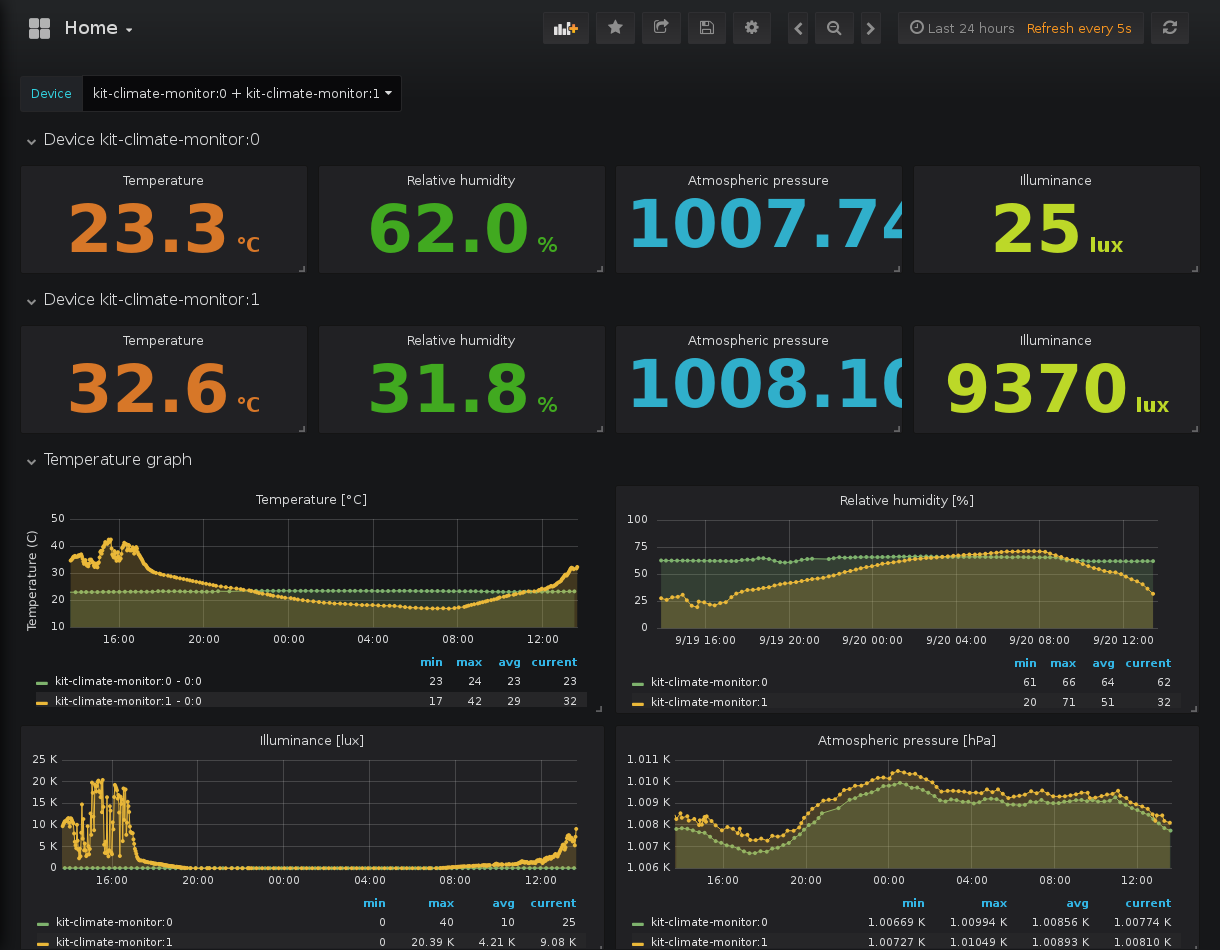 Home
Last 24 hours Refresh every 5s
Device kit-climate-monitor:0 + kit-climate-monitor:1
Device kit-climate-monitor:0
Temperature Relative humidity Atmospheric pressure Illuminance
23.3 °C 62.0 % 1007.74 25 lux
Device kit-climate-monitor:1
Temperature Relative humidity Atmospheric pressure Illuminance
32.6 °C 31.8 % 1008.10 9370 lux
Temperature graph
Temperature [°C]
Temperature (C)
50
40
30
20
10
16:00 20:00 00:00 04:00 08:00 12:00
min max avg current
kit-climate-monitor:0 - 0:0 23 24 23 23
kit-climate-monitor:1 - 0:0 17 42 29 32
Relative humidity [%]
100
75
50
25
0
9/19 16:00 9/19 20:00 9/20 00:00 9/20 04:00 9/20 08:00 9/20 12:00
min max avg current
kit-climate-monitor:0 61 66 64 62
kit-climate-monitor:1 20 71 51 32
Illuminance [lux]
25 K
20 K
15 K
10 K
5 K
0
16:00 20:00 00:00 04:00 08:00 12:00
min max avg current
kit-climate-monitor:0 0 40 10 25
kit-climate-monitor:1 0 20.39 K 4.21 K 9.08 K
Atmospheric pressure [hPa]
1.011 K
1.010 K
1.009 K
1.008 K
1.007 K
1.006 K
16:00 20:00 00:00 04:00 08:00 12:00
min max avg current
kit-climate-monitor:0 1.00669 K 1.00994 K 1.00856 K 1.00774 K
kit-climate-monitor:1 1.00727 K 1.01049 K 1.00893 K 1.00810 K